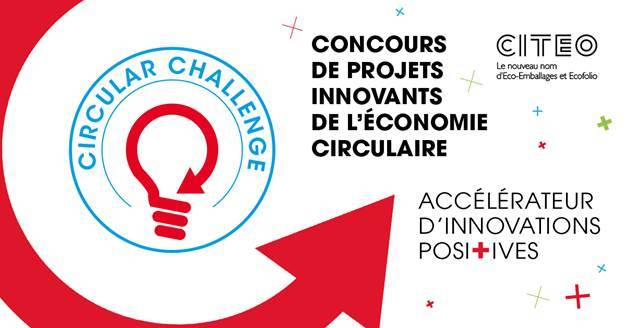 CIRCULAR CHALLENGE
CONCOURS
DE PROJETS
INNOVANTS
DE L'ÉCONOMIE
CIRCULAIRE
CITEO
Le nouveau nom
d'Eco-Emballages et Ecofolio
ACCÉLÉRATEUR
D'INNOVATIONS
POSI+IVES